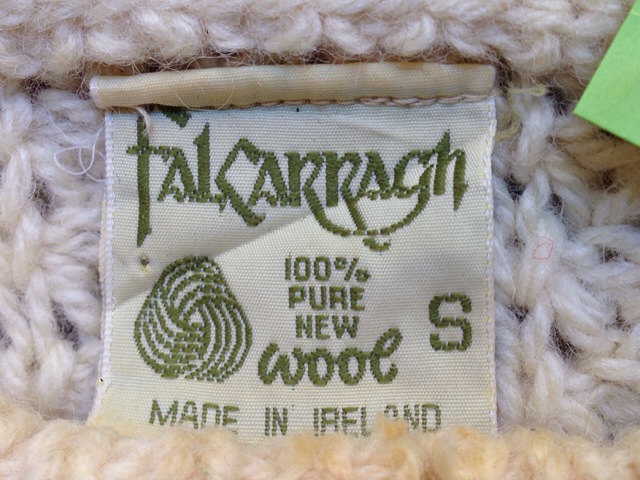 Falcarragh
100%
PURE
NEW
wool
S
MADE IN IRELAND